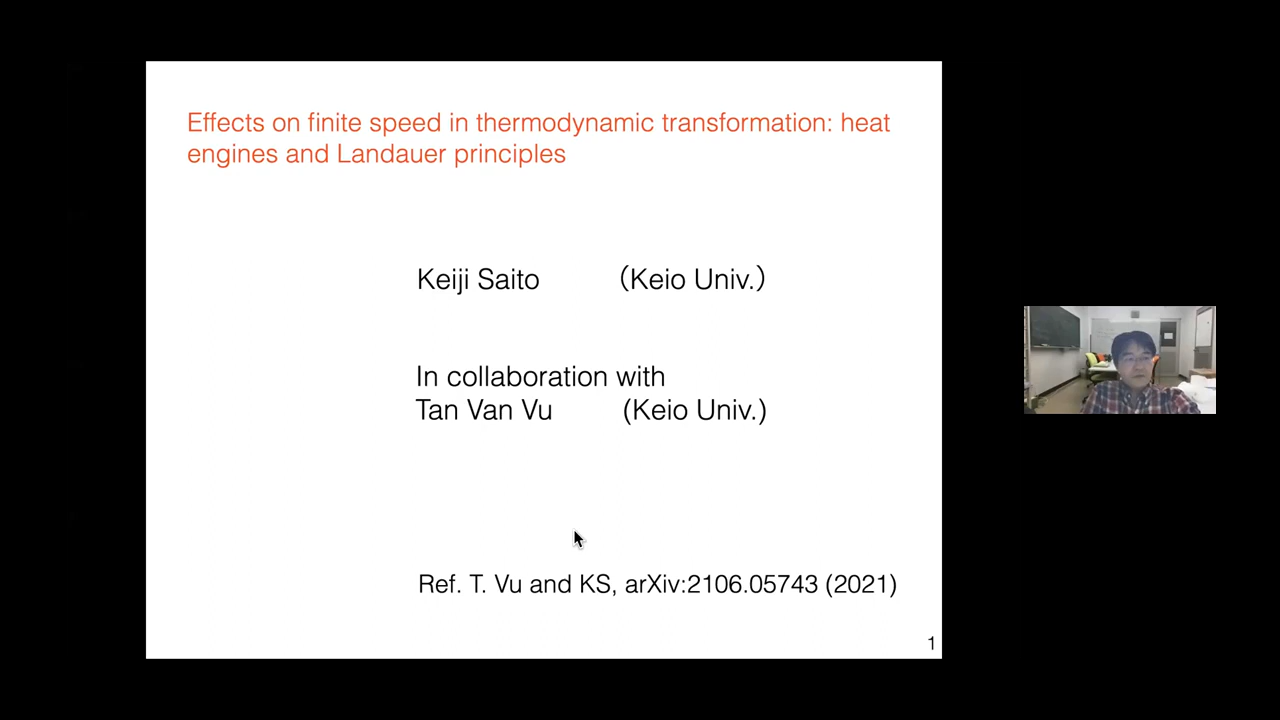 Effects on finite speed in thermodynamic transformation: heat
engines and Landauer principles
Keiji Saito （Keio Univ.）
In collaboration with
Tan Van Vu (Keio Univ.)
Ref. T. Vu and KS, arXiv:2106.05743 (2021)
1